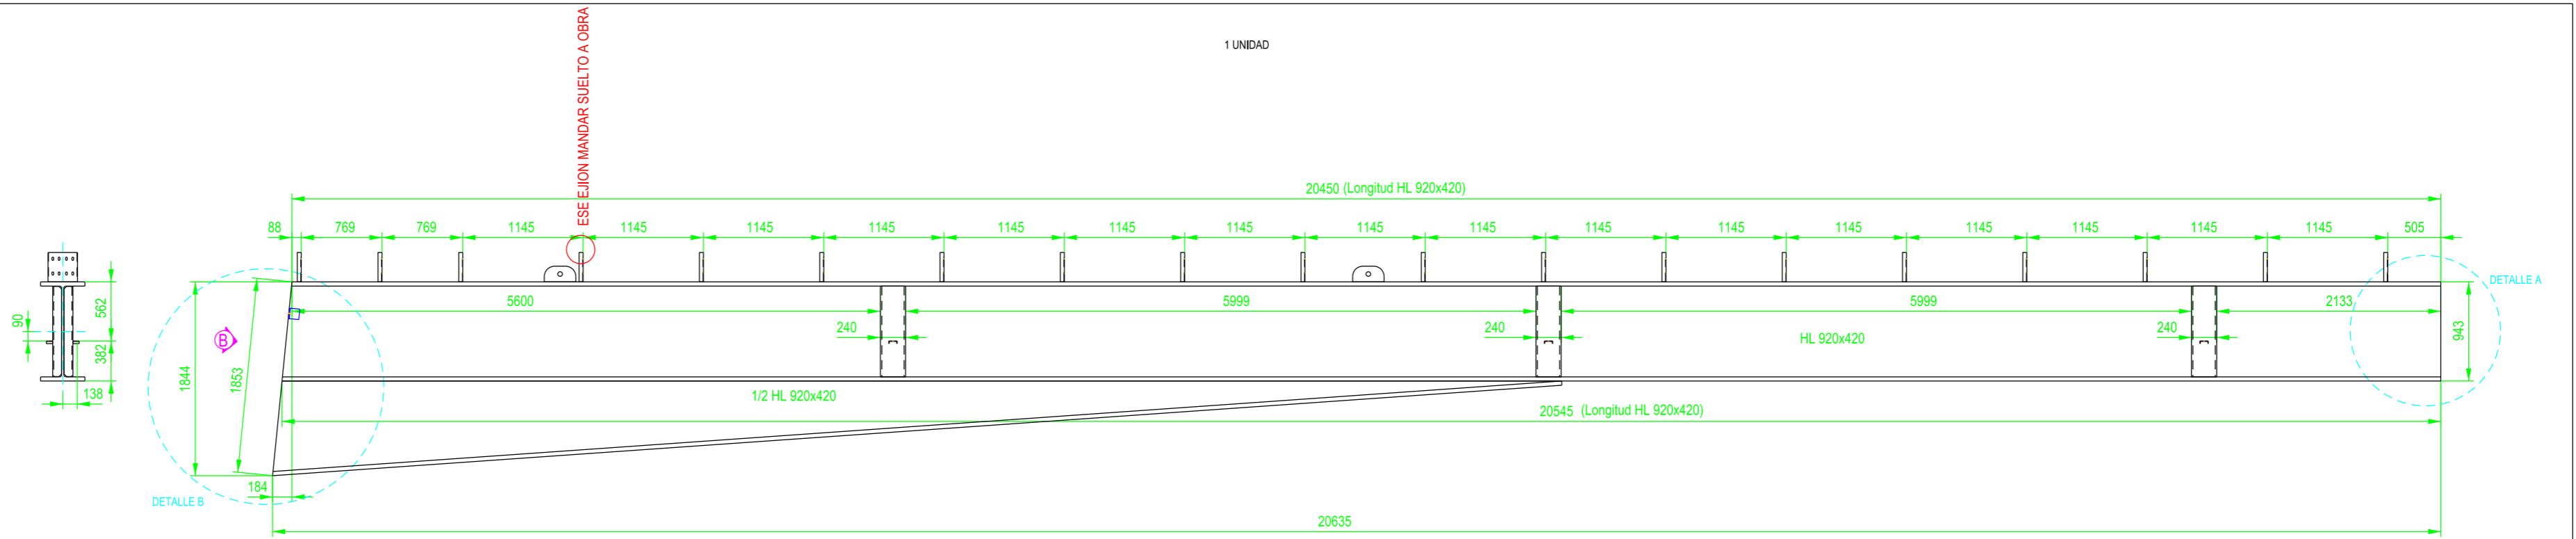 ESE EJION MANDAR SUELTO A OBRA
1 UNIDAD
20450 (Longitud HL 920x420)
88 769 769 1145 1145 1145 1145 1145 1145 1145 1145 1145 1145 1145 1145 1145 1145 1145 505
DETALLE A
562
90
382
138
5600
5999
5999
2133
240
240
240
HL 920x420
943
B
1844
1853
1/2 HL 920x420
20545 (Longitud HL 920x420)
184
DETALLE B
20635